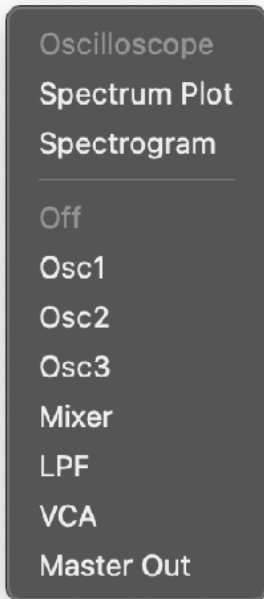 Oscilloscope
Spectrum Plot
Spectrogram
Off
Osc1
Osc2
Osc3
Mixer
LPF
VCA
Master Out